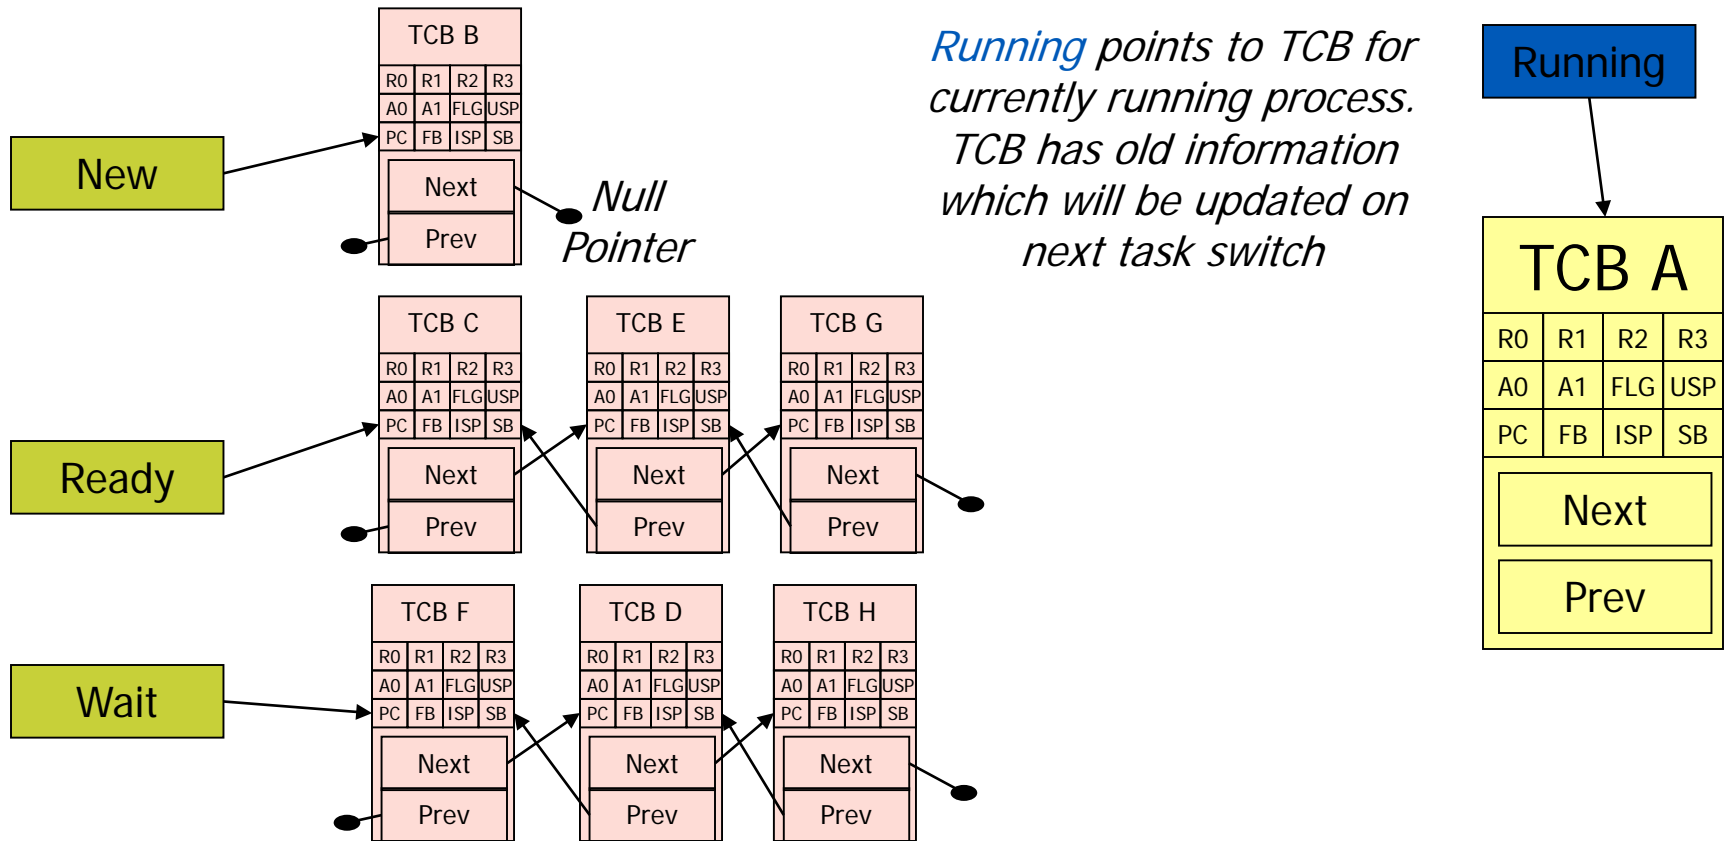 TCB B
R0 R1 R2 R3
A0 A1 FLG USP
PC FB ISP SB
Next
Prev
New
Null
Pointer
Running points to TCB for
currently running process.
TCB has old information
which will be updated on
next task switch
Running
TCB A
R0 R1 R2 R3
A0 A1 FLG USP
PC FB ISP SB
Next
Prev
Ready
TCB C
R0 R1 R2 R3
A0 A1 FLG USP
PC FB ISP SB
Next
Prev
TCB E
R0 R1 R2 R3
A0 A1 FLG USP
PC FB ISP SB
Next
Prev
TCB G
R0 R1 R2 R3
A0 A1 FLG USP
PC FB ISP SB
Next
Prev
Wait
TCB F
R0 R1 R2 R3
A0 A1 FLG USP
PC FB ISP SB
Next
Prev
TCB D
R0 R1 R2 R3
A0 A1 FLG USP
PC FB ISP SB
Next
Prev
TCB H
R0 R1 R2 R3
A0 A1 FLG USP
PC FB ISP SB
Next
Prev